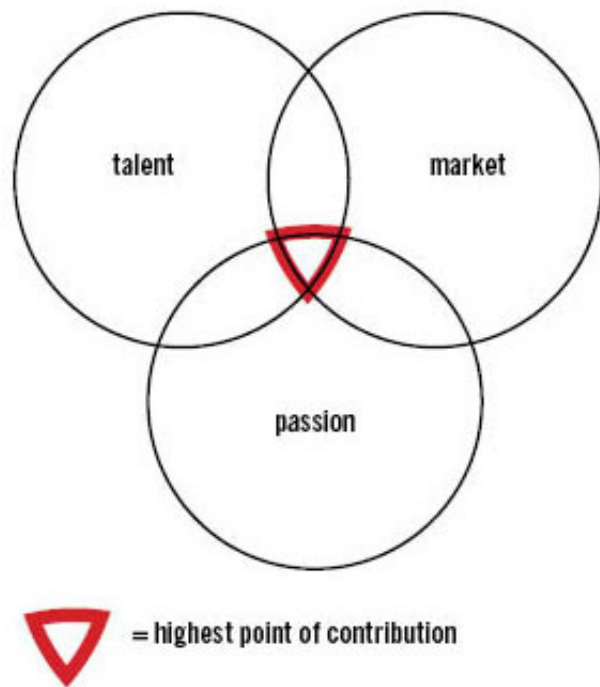 talent
market
passion
= highest point of contribution